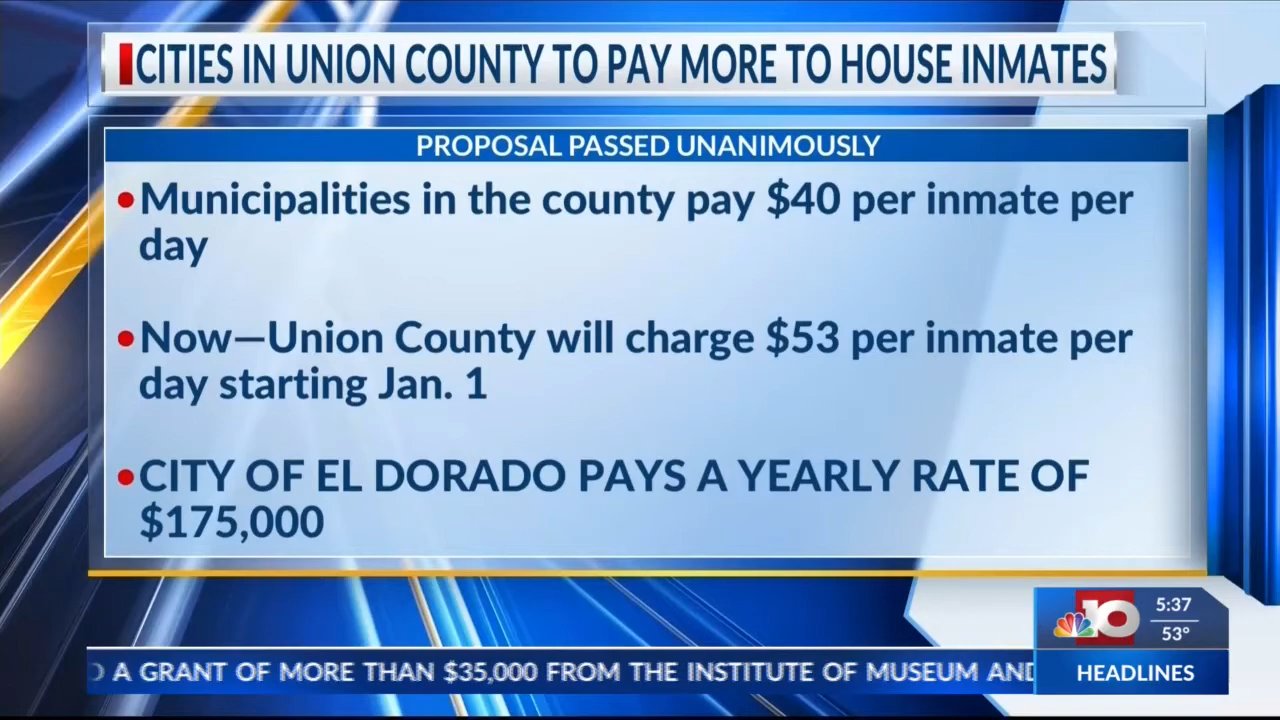 CITIES IN UNION COUNTY TO PAY MORE TO HOUSE INMATES
PROPOSAL PASSED UNANIMOUSLY
•Municipalities in the county pay $40 per inmate per
day
•Now—Union County will charge $53 per inmate per
day starting Jan. 1
•CITY OF EL DORADO PAYS A YEARLY RATE OF
$175,000
10
5:37
53°
A GRANT OF MORE THAN $35,000 FROM THE INSTITUTE OF MUSEUM AND
HEADLINES